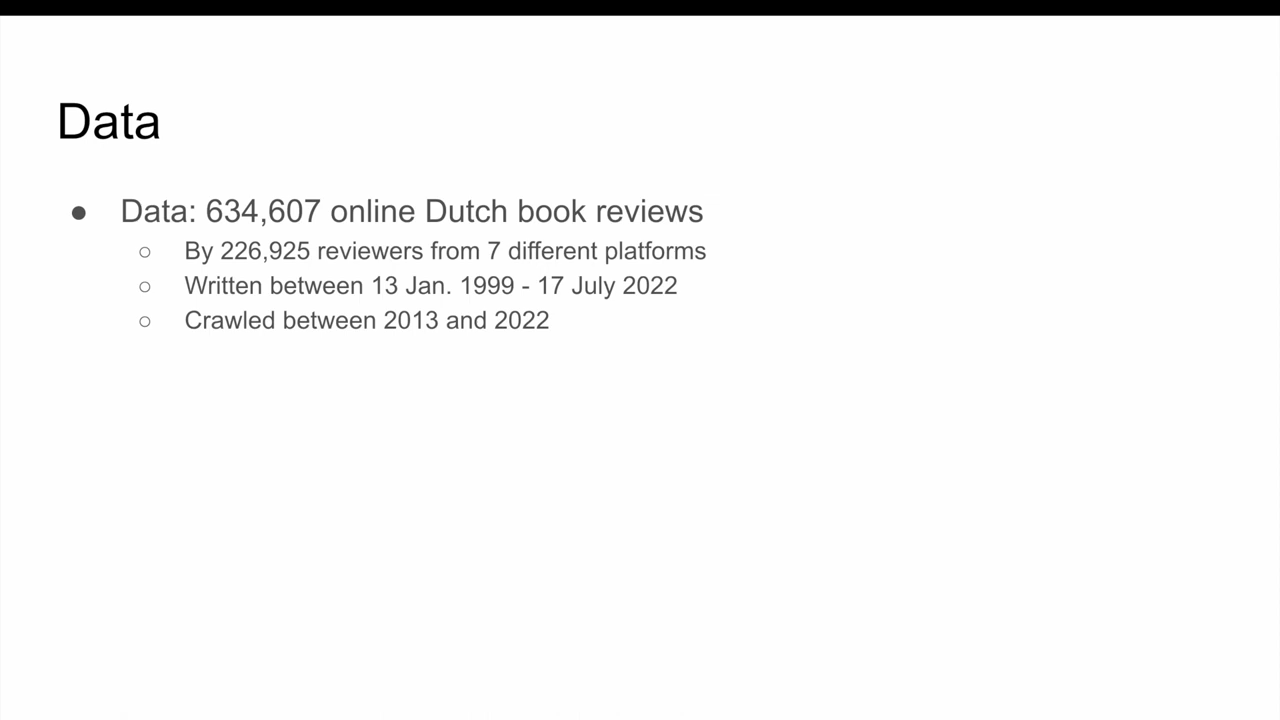 Data
● Data: 634,607 online Dutch book reviews
○ By 226,925 reviewers from 7 different platforms
○ Written between 13 Jan. 1999 - 17 July 2022
○ Crawled between 2013 and 2022